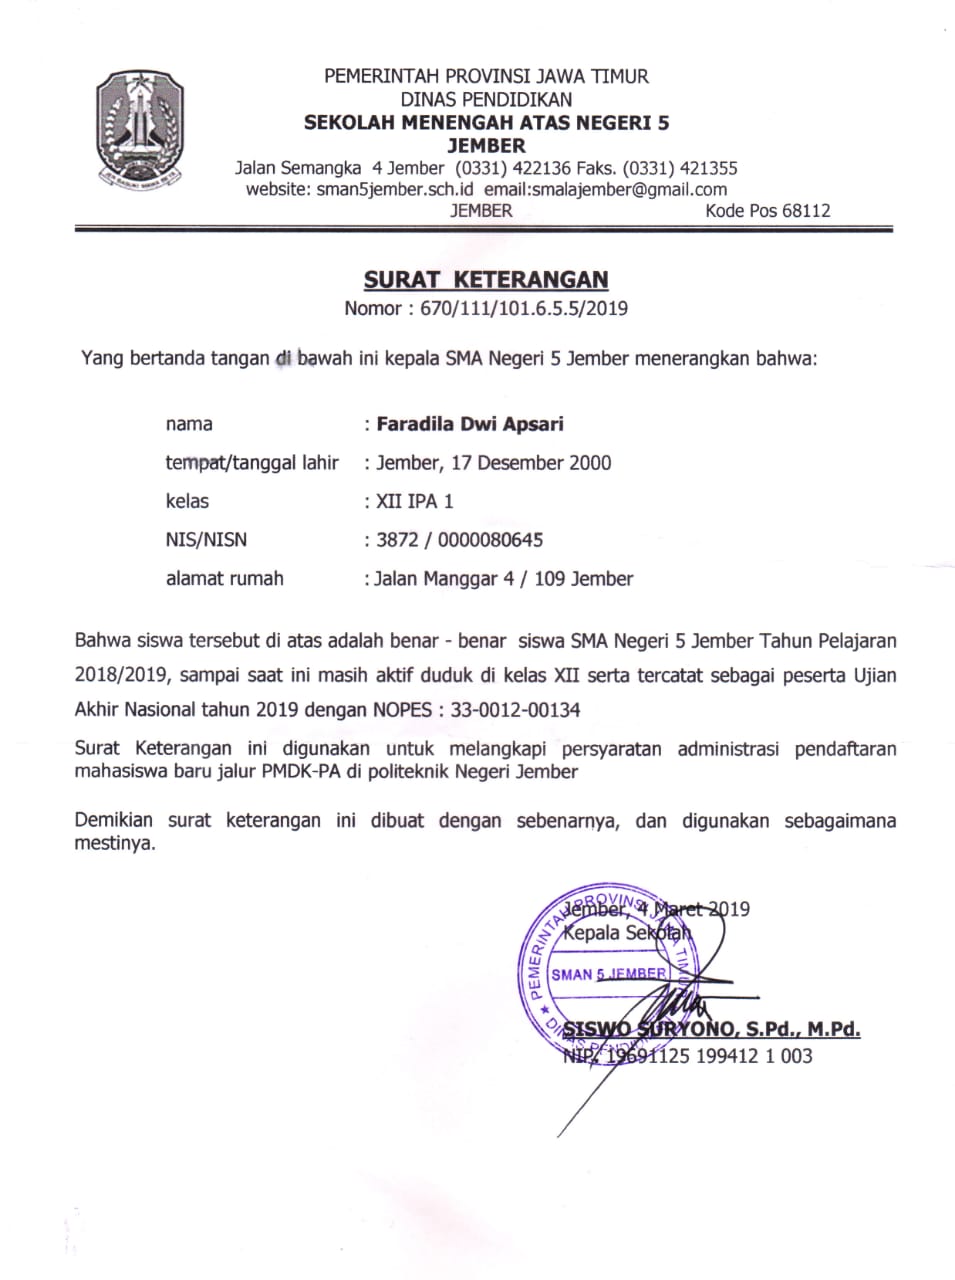 PEMERINTAH PROVINSI JAWA TIMUR
DINAS PENDIDIKAN
SEKOLAH MENENGAH ATAS NEGERI 5
JEMBER
Jalan Semangka 4 Jember (0331) 422136 Faks. (0331) 421355
website: sman5jember.sch.id email:smalajember@gmail.com
JEMBER Kode Pos 68112
SURAT KETERANGAN
Nomor : 670/111/101.6.5.5/2019
Yang bertanda tangan di bawah ini kepala SMA Negeri 5 Jember menerangkan bahwa:
nama : Faradila Dwi Apsari
tempat/tanggal lahir : Jember, 17 Desember 2000
kelas : XII IPA 1
NIS/NISN : 3872 / 0000080645
alamat rumah : Jalan Manggar 4 / 109 Jember
Bahwa siswa tersebut di atas adalah benar - benar siswa SMA Negeri 5 Jember Tahun Pelajaran
2018/2019, sampai saat ini masih aktif duduk di kelas XII serta tercatat sebagai peserta Ujian
Akhir Nasional tahun 2019 dengan NOPES : 33-0012-00134
Surat Keterangan ini digunakan untuk melangkapi persyaratan administrasi pendaftaran
mahasiswa baru jalur PMDK-PA di politeknik Negeri Jember
Demikian surat keterangan ini dibuat dengan sebenarnya, dan digunakan sebagaimana
mestinya.
Jember, 4 Maret 2019
Kepala Sekolah
PEMERINTAH PROVINSI JAWA TIMUR
SMAN 5 JEMBER
DINAS PENDIDIKAN
SISWO SURYONO, S.Pd., M.Pd.
NIP. 19691125 199412 1 003